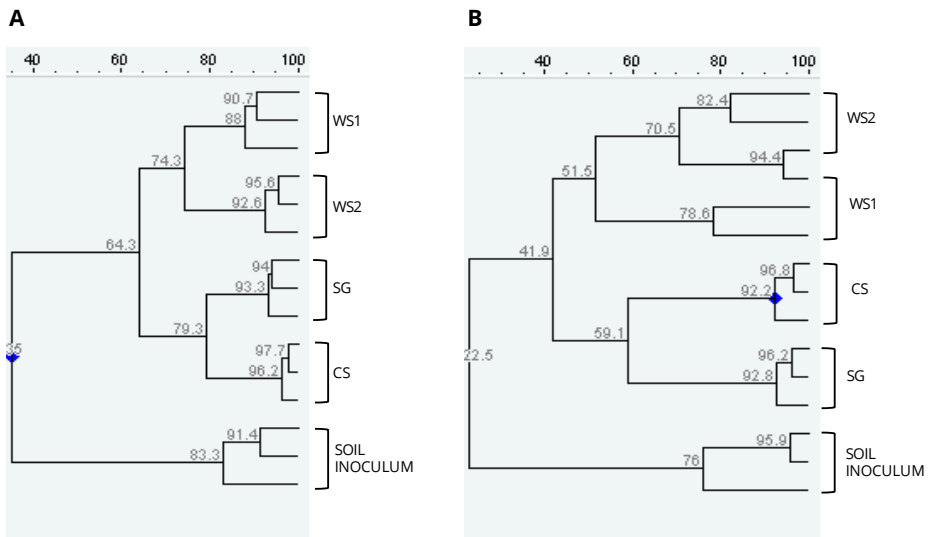 A
40 60 80 100
90.7
88
WS1
74.3
95.6
92.6
WS2
64.3
94
93.3
SG
79.3
97.7
96.2
CS
35
91.4
83.3
SOIL
INOCULUM
B
40 60 80 100
82.4
70.5
WS2
94.4
51.5
78.6
WS1
41.9
96.8
92.2
CS
59.1
96.2
92.8
SG
22.5
95.9
76
SOIL
INOCULUM